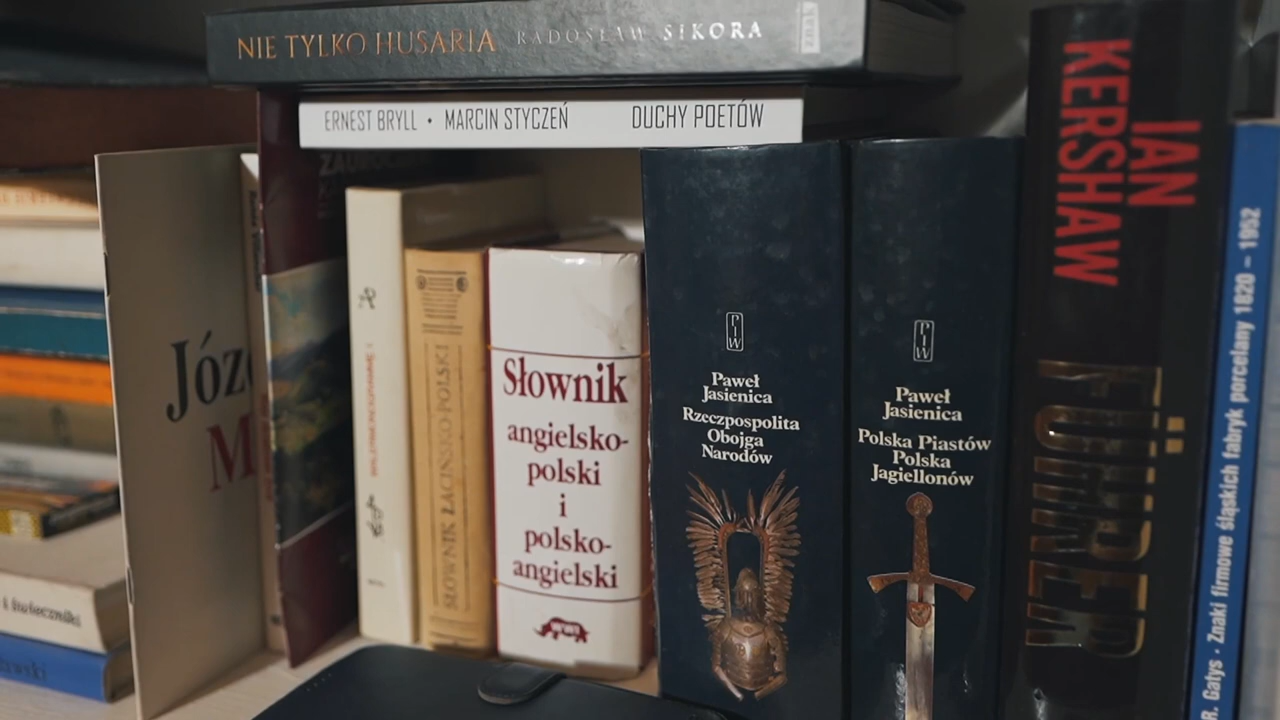 NIE TYLKO HUSARIA RADOSŁAW SIKORA
ERNEST BRYLL • MARCIN STYCZEŃ DUCHY POETÓW
Słownik
angielsko-
polski
i
polsko-
angielski
SŁOWNIK ŁACIŃSKO-POLSKI
PIW
Paweł
Jasienica
Rzeczpospolita
Obojga
Narodów
PIW
Paweł
Jasienica
Polska Piastów
Polska
Jagiellonów
IAN
KERSHAW
FÜHRER
R. Gatys · Znaki firmowe śląskich fabryk porcelany 1820 – 1952
i świeczniki